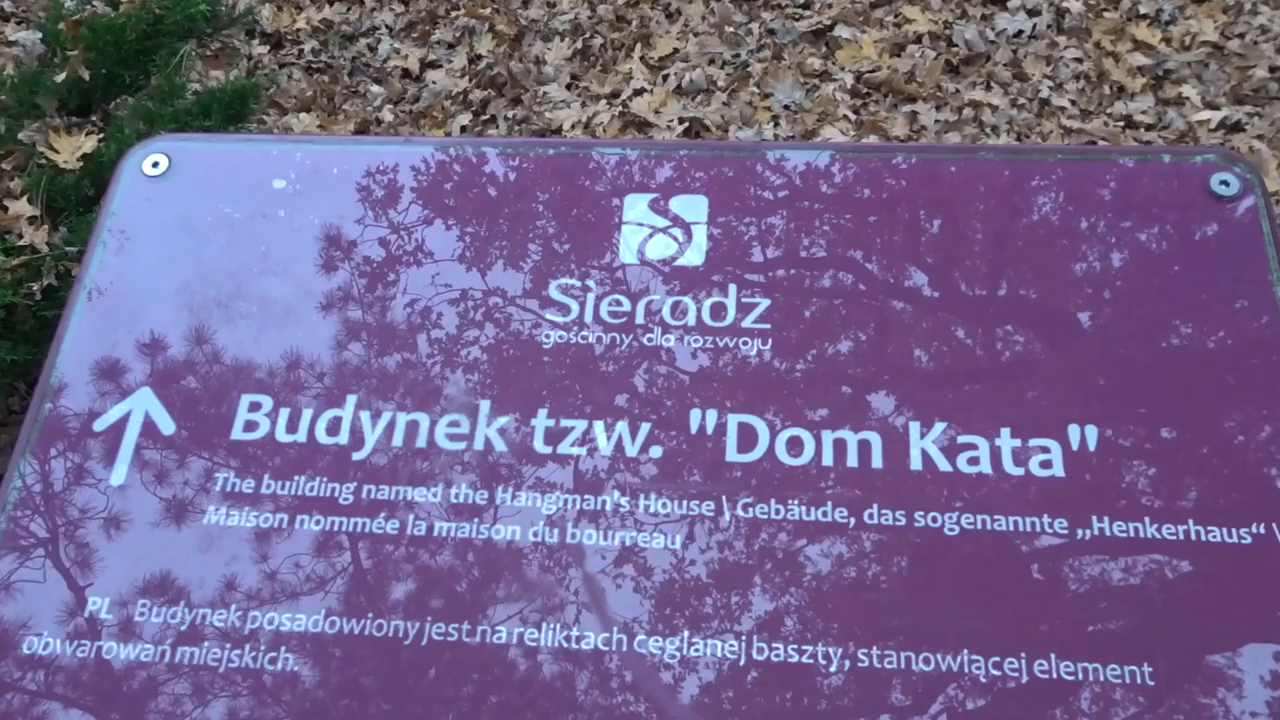 Sieradz
gościnny dla rozwoju
Budynek tzw. "Dom Kata"
The building named the Hangman's House \ Gebäude, das sogenannte „Henkerhaus“ \
Maison nommée la maison du bourreau
PL Budynek posadowiony jest na reliktach ceglanej baszty, stanowiącej element
obwarowań miejskich.